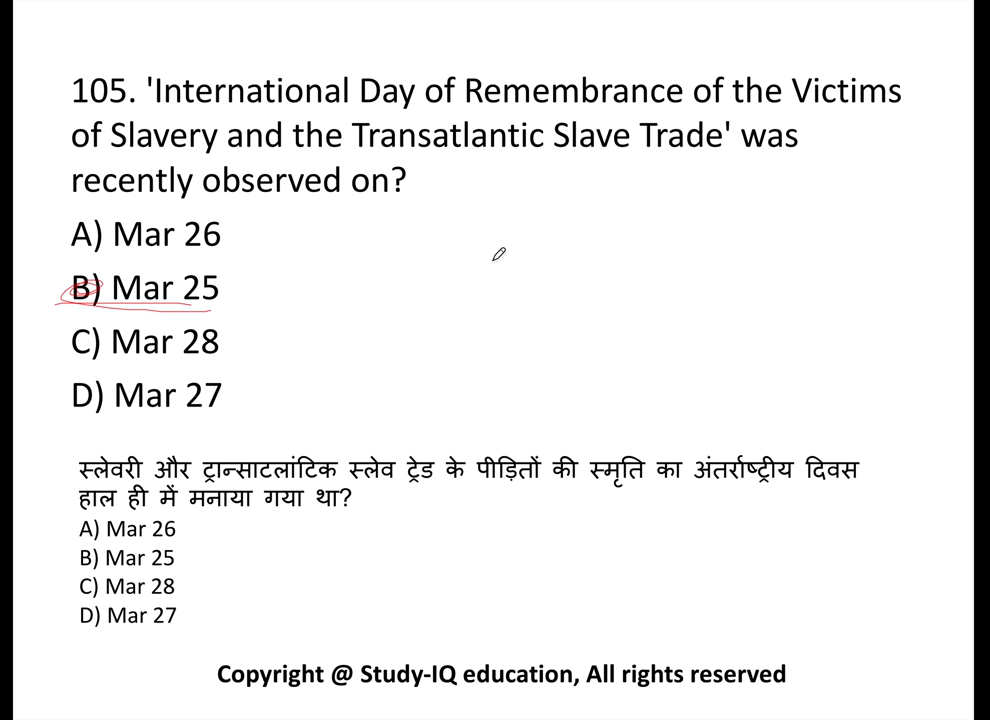 105. 'International Day of Remembrance of the Victims
of Slavery and the Transatlantic Slave Trade' was
recently observed on?
A) Mar 26
B) Mar 25
C) Mar 28
D) Mar 27
स्लेवरी और ट्रान्साटलांटिक स्लेव ट्रेड के पीड़ितों की स्मृति का अंतर्राष्ट्रीय दिवस
हाल ही में मनाया गया था?
A) Mar 26
B) Mar 25
C) Mar 28
D) Mar 27
Copyright @ Study-IQ education, All rights reserved